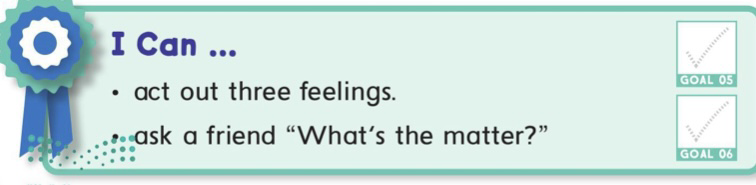 I Can ...
• act out three feelings.
GOAL 05
• ask a friend “What’s the matter?”
GOAL 06